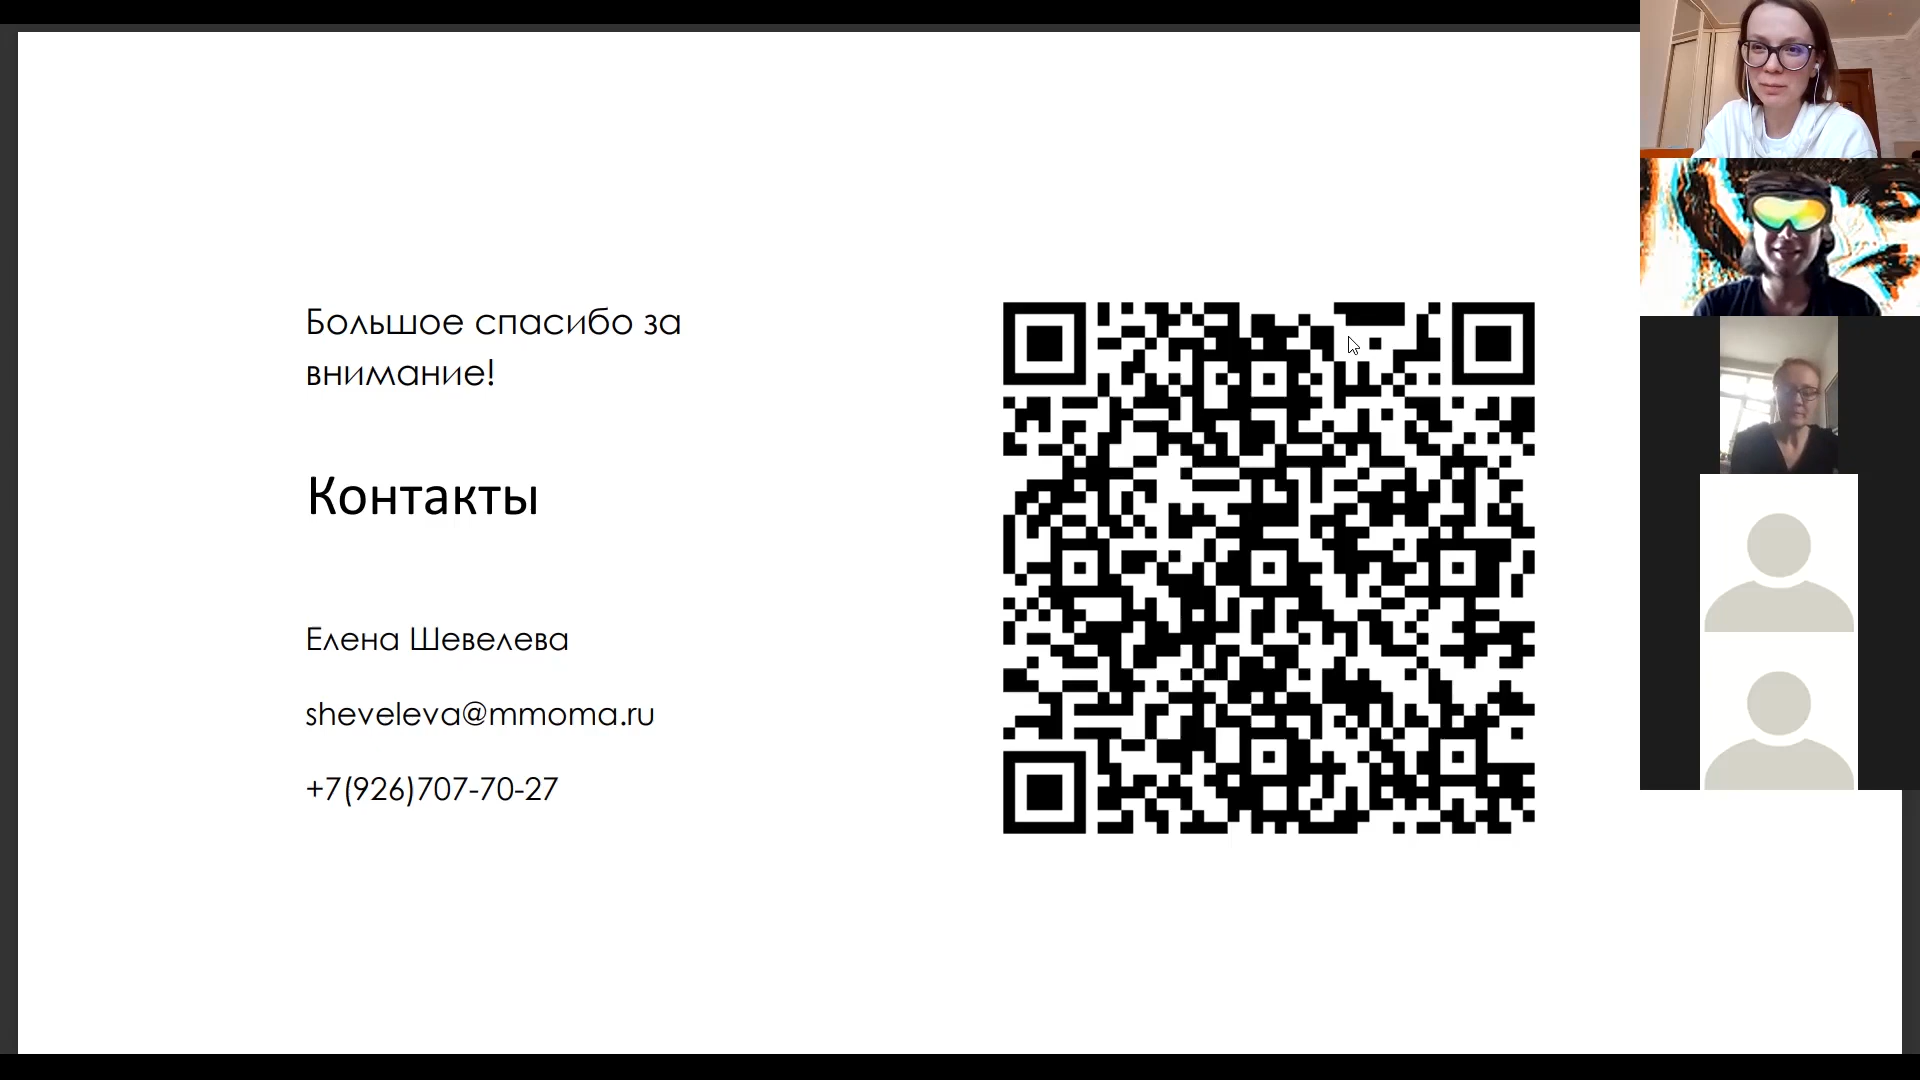 Большое спасибо за
внимание!
Контакты
Елена Шевелева
sheveleva@mmoma.ru
+7(926)707-70-27